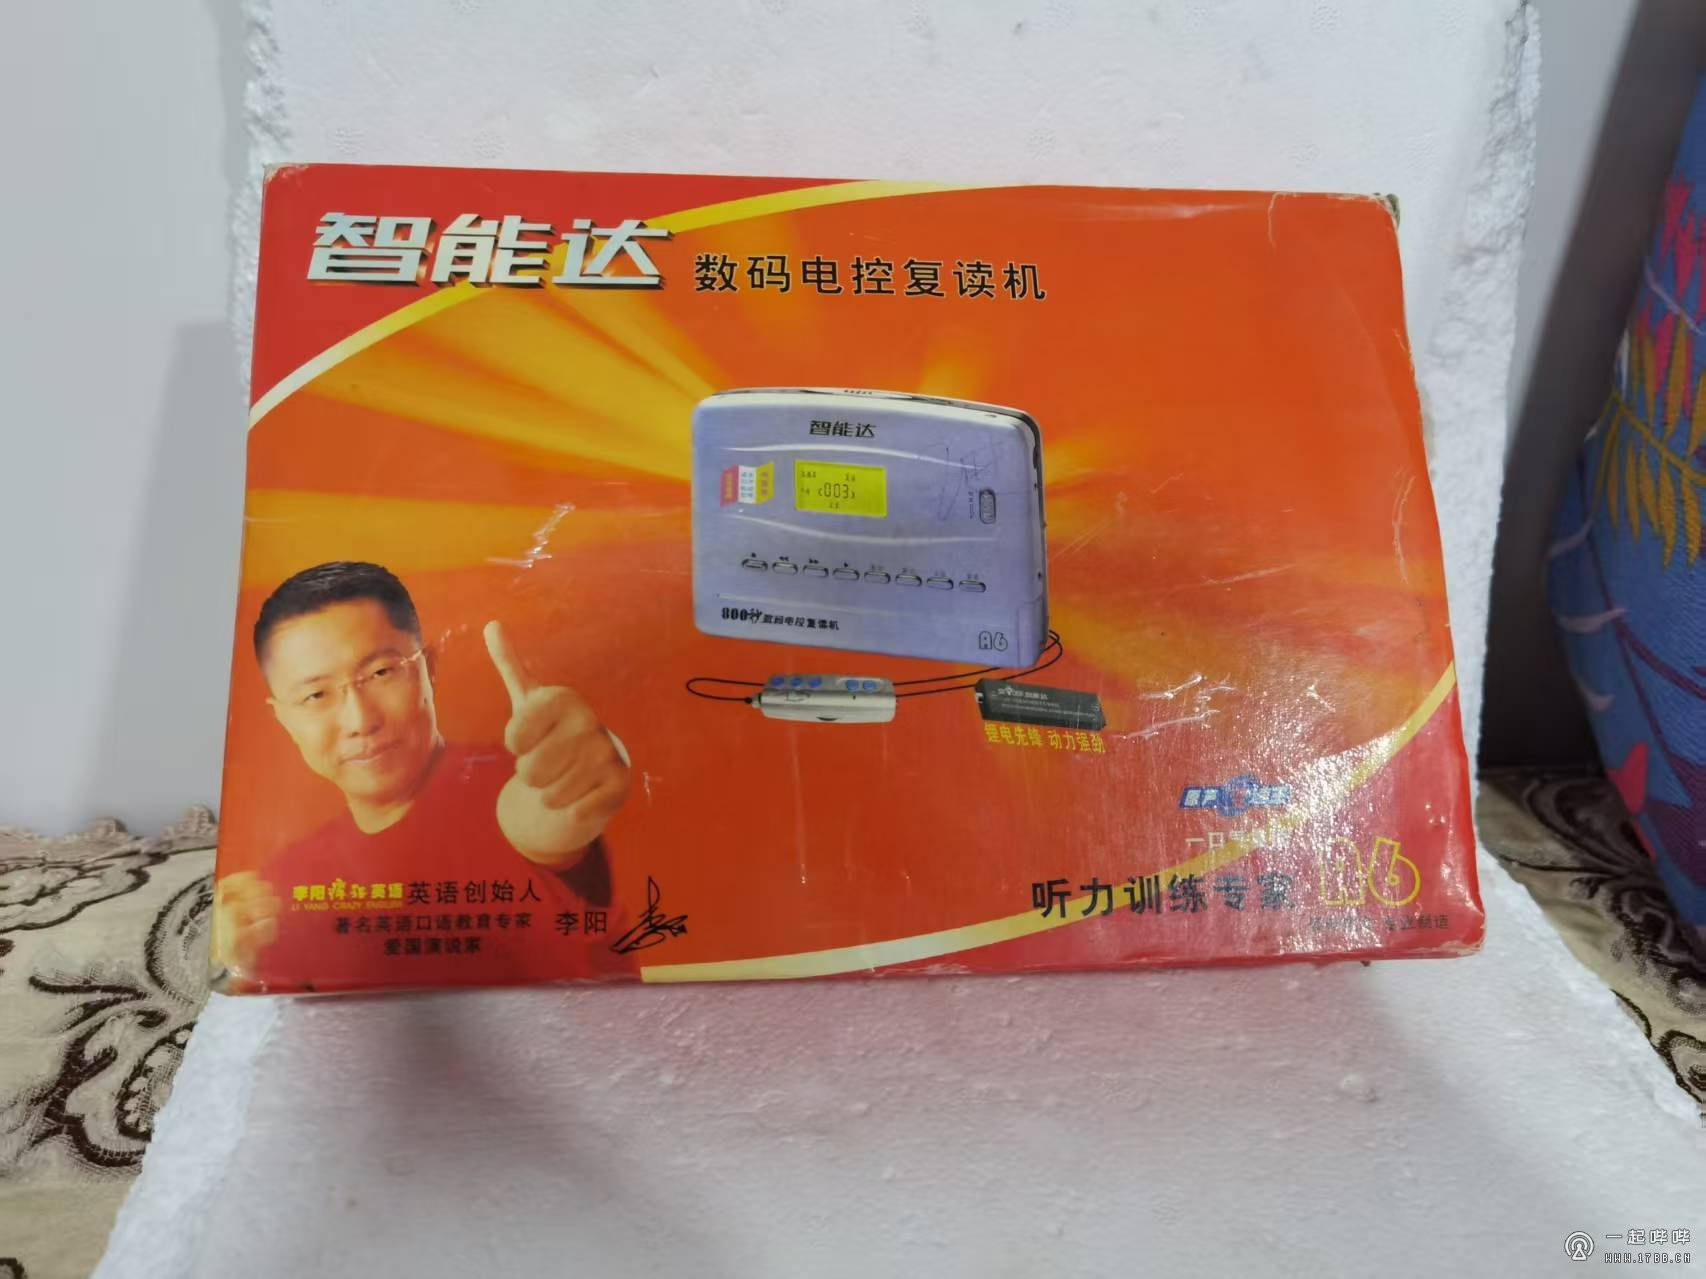 智能达 数码电控复读机
智能达
003
800秒数码电控复读机
A6
锂电先锋 动力强劲
李阳疯狂英语 英语创始人
LI YANG CRAZY ENGLISH
著名英语口语教育专家 李阳
爱国演说家
听力训练专家 A6
一起哔哔
WWW.17BB.CN